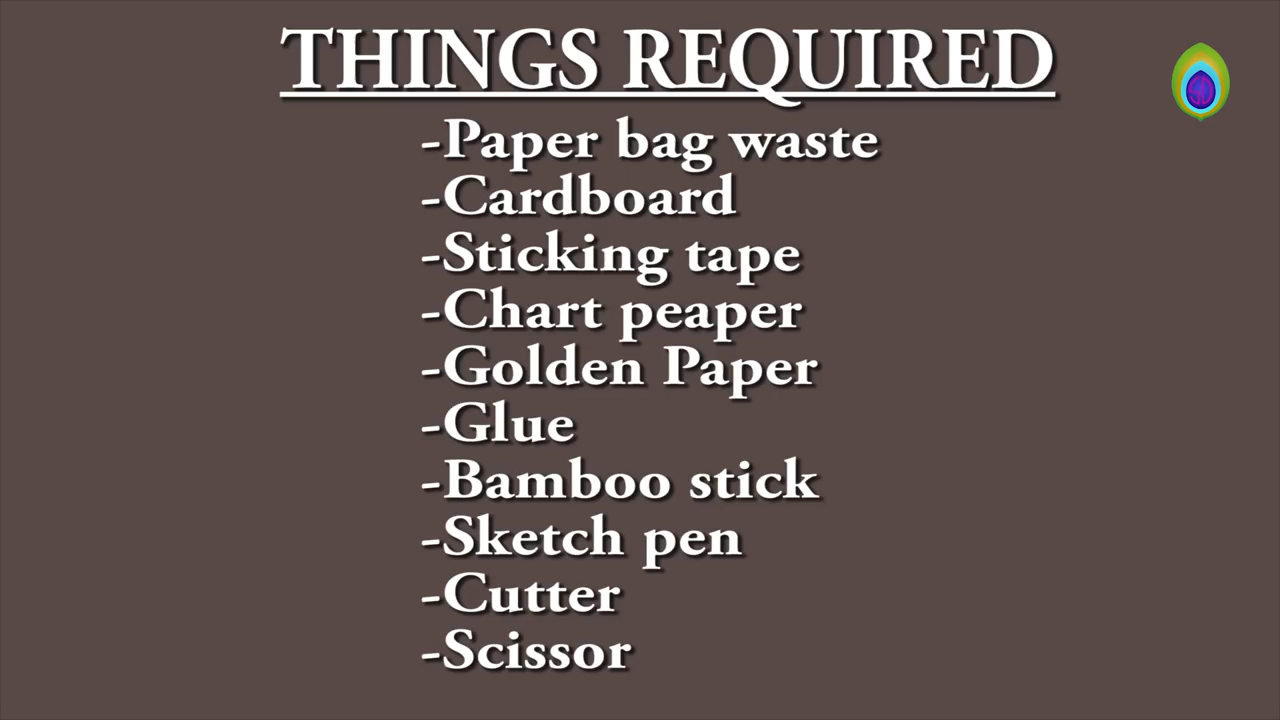 THINGS REQUIRED
-Paper bag waste
-Cardboard
-Sticking tape
-Chart peaper
-Golden Paper
-Glue
-Bamboo stick
-Sketch pen
-Cutter
-Scissor